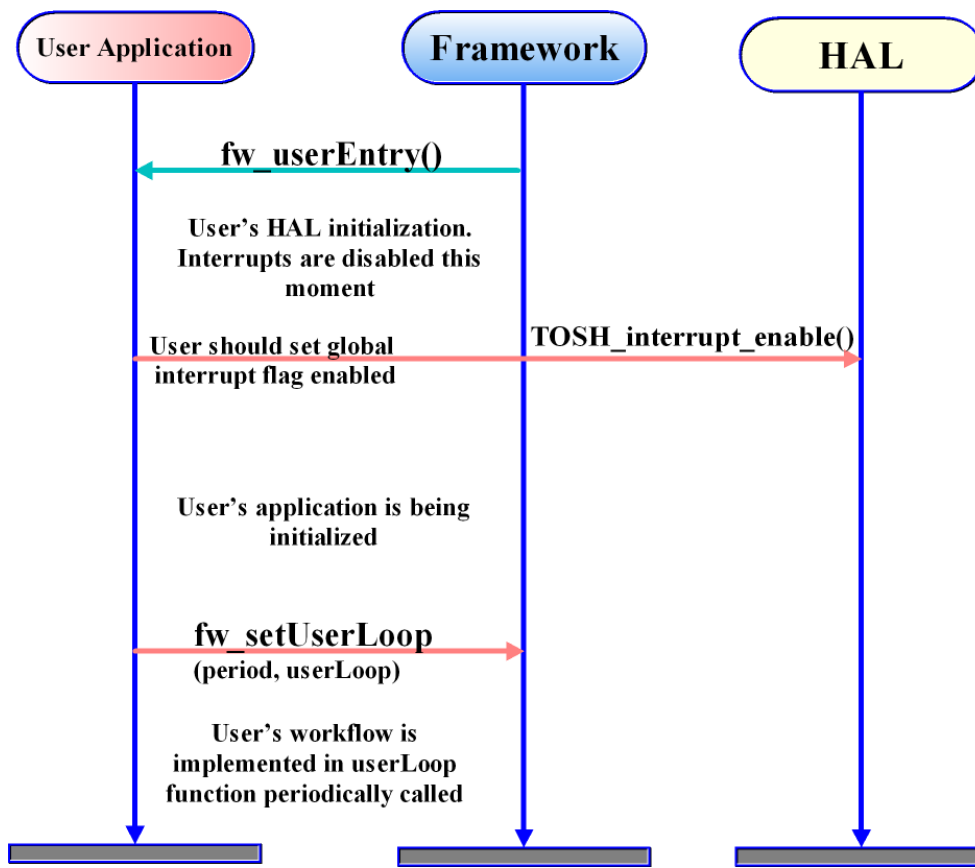 User Application
Framework
HAL
fw_userEntry()
User’s HAL initialization.
Interrupts are disabled this
moment
TOSH_interrupt_enable()
User should set global
interrupt flag enabled
User’s application is being
initialized
fw_setUserLoop
(period, userLoop)
User’s workflow is
implemented in userLoop
function periodically called